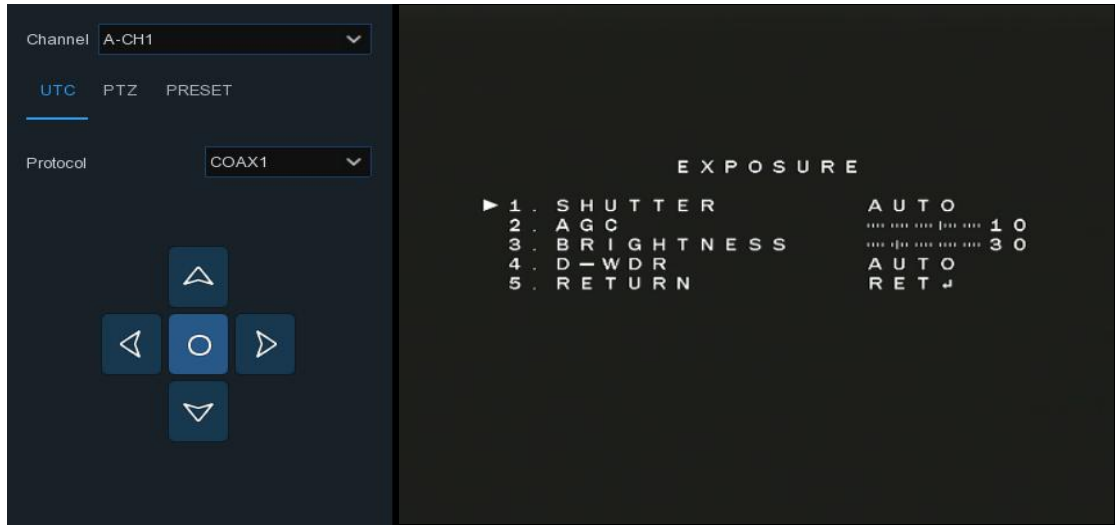 Channel A-CH1
UTC PTZ PRESET
Protocol COAX1
EXPOSURE
1. SHUTTER AUTO
2. AGC 10
3. BRIGHTNESS 30
4. D-WDR AUTO
5. RETURN RET